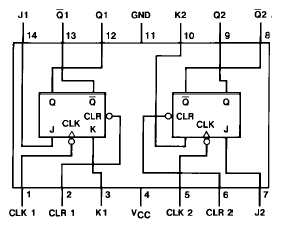 J1 Q̅1 Q1 GND K2 Q2 Q̅2
14 13 12 11 10 9 8
Q Q̅ Q̅ Q
CLR CLR
CLK CLK
J K K J
1 2 3 4 5 6 7
CLK 1 CLR 1 K1 VCC CLK 2 CLR 2 J2